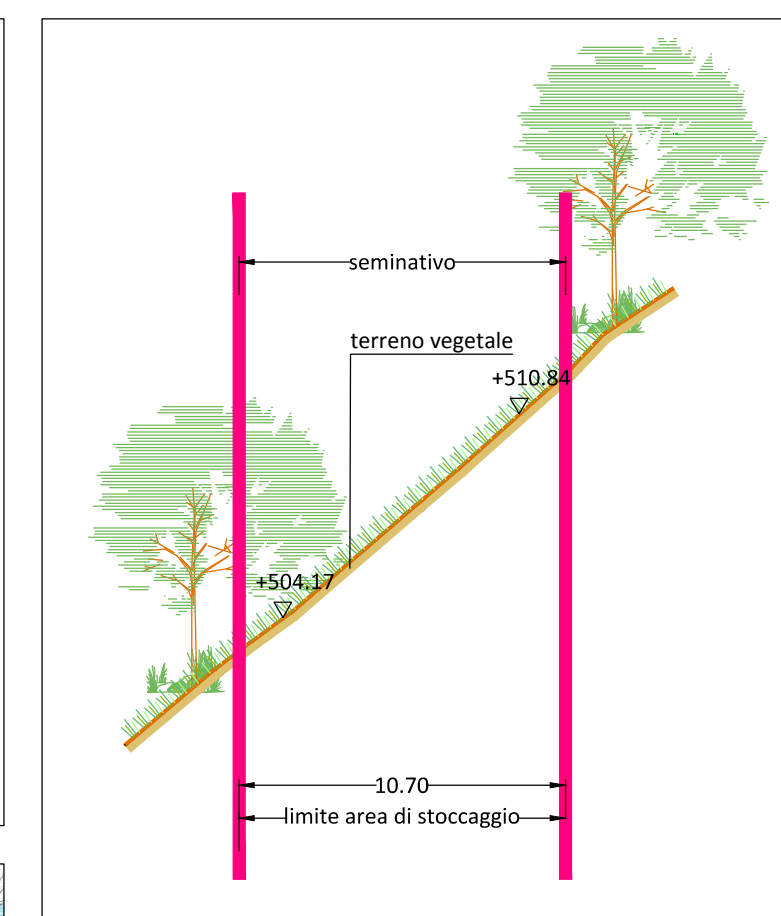 seminativo
terreno vegetale
+510.84
+504.17
10.70
limite area di stoccaggio